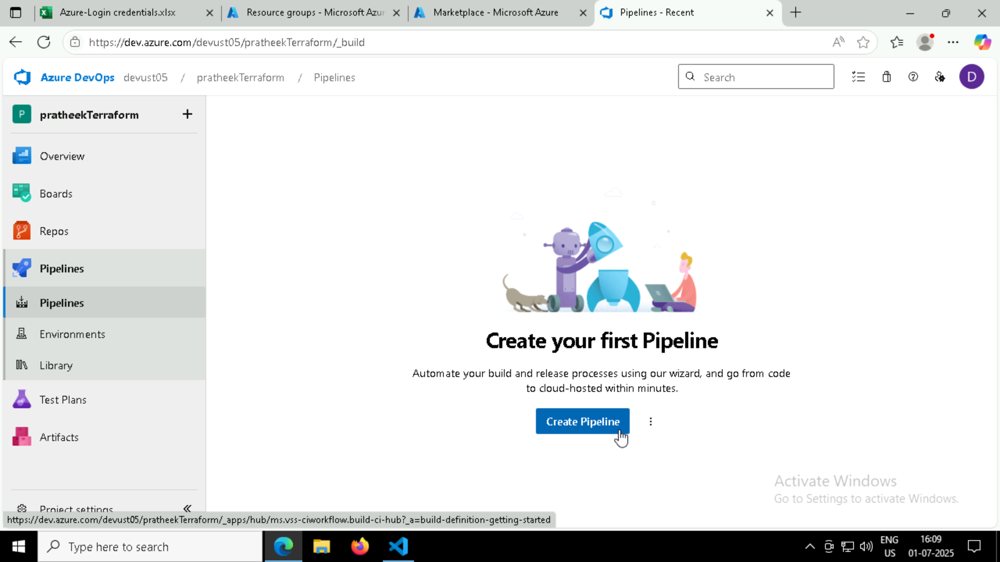 Azure-Login credentials.xlsx
Resource groups - Microsoft Azur
Marketplace - Microsoft Azure
Pipelines - Recent
https://dev.azure.com/devust05/pratheekTerraform/_build
Azure DevOps devust05 / pratheekTerraform / Pipelines
Search
D
P pratheekTerraform
Overview
Boards
Repos
Pipelines
Pipelines
Environments
Library
Test Plans
Artifacts
Project settings
Create your first Pipeline
Automate your build and release processes using our wizard, and go from code
to cloud-hosted within minutes.
Create Pipeline
Activate Windows
Go to Settings to activate Windows.
https://dev.azure.com/devust05/pratheekTerraform/_apps/hub/ms.vss-ciworkflow.build-ci-hub?_a=build-definition-getting-started
Type here to search
ENG
US
16:09
01-07-2025